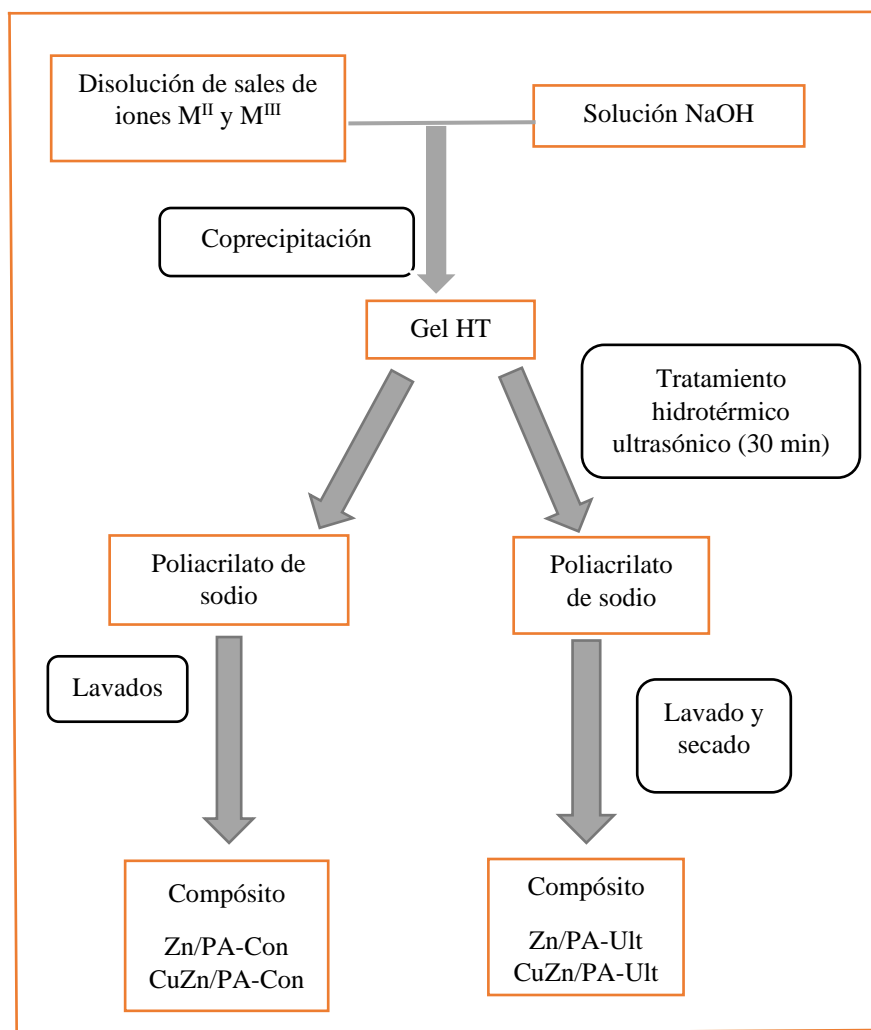 Disolución de sales de
iones M^II y M^III
Solución NaOH
Coprecipitación
Gel HT
Tratamiento
hidrotérmico
ultrasónico (30 min)
Poliacrilato de
sodio
Poliacrilato
de sodio
Lavados
Lavado y
secado
Compósito
Zn/PA-Con
CuZn/PA-Con
Compósito
Zn/PA-Ult
CuZn/PA-Ult